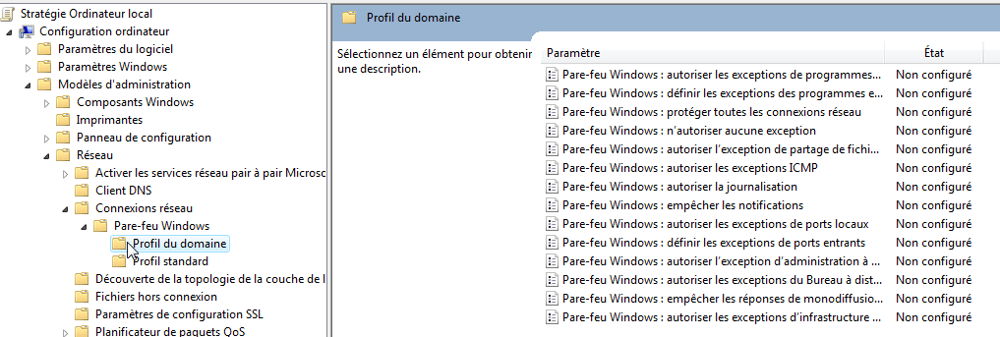 Stratégie Ordinateur local
Configuration ordinateur
Paramètres du logiciel
Paramètres Windows
Modèles d'administration
Composants Windows
Imprimantes
Panneau de configuration
Réseau
Activer les services réseau pair à pair Microsc
Client DNS
Connexions réseau
Pare-feu Windows
Profil du domaine
Profil standard
Découverte de la topologie de la couche de l
Fichiers hors connexion
Paramètres de configuration SSL
Planificateur de paquets QoS
Profil du domaine
Sélectionnez un élément pour obtenir
une description.
Paramètre État
Pare-feu Windows : autoriser les exceptions de programmes... Non configuré
Pare-feu Windows : définir les exceptions des programmes e... Non configuré
Pare-feu Windows : protéger toutes les connexions réseau Non configuré
Pare-feu Windows : n'autoriser aucune exception Non configuré
Pare-feu Windows : autoriser l'exception de partage de fichi... Non configuré
Pare-feu Windows : autoriser les exceptions ICMP Non configuré
Pare-feu Windows : autoriser la journalisation Non configuré
Pare-feu Windows : empêcher les notifications Non configuré
Pare-feu Windows : autoriser les exceptions de ports locaux Non configuré
Pare-feu Windows : définir les exceptions de ports entrants Non configuré
Pare-feu Windows : autoriser l'exception d'administration à ... Non configuré
Pare-feu Windows : autoriser les exceptions du Bureau à dist... Non configuré
Pare-feu Windows : empêcher les réponses de monodiffusio... Non configuré
Pare-feu Windows : autoriser les exceptions d'infrastructure ... Non configuré